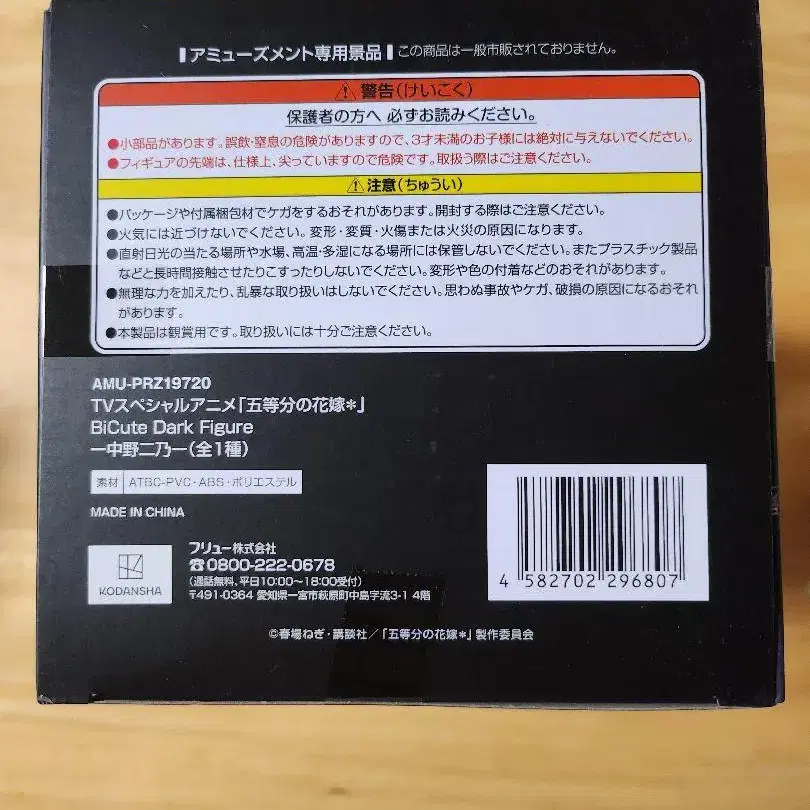 アミューズメント専用景品 この商品は一般市販されておりません。
⚠警告(けいこく)
保護者の方へ 必ずお読みください。
●小部品があります。誤飲・窒息の危険がありますので、3才未満のお子様には絶対に与えないでください。
●フィギュアの先端は、仕様上、尖っていますので危険です。取扱う際はご注意ください。
⚠注意(ちゅうい)
●パッケージや付属梱包材でケガをするおそれがあります。開封する際はご注意ください。
●火気には近づけないでください。変形・変質・火傷または火災の原因になります。
●直射日光の当たる場所や水場、高温・多湿になる場所には保管しないでください。またプラスチック製品
などと長時間接触させたりこすったりしないでください。変形や色の付着などのおそれがあります。
●無理な力を加えたり、乱暴な取り扱いはしないでください。思わぬ事故やケガ、破損の原因になるおそれ
があります。
●本製品は観賞用です。取り扱いには十分ご注意ください。
AMU-PRZ19720
TVスペシャルアニメ「五等分の花嫁*」
BiCute Dark Figure
ー中野二乃ー(全1種)
素材 ATBC-PVC・ABS・ポリエステル
MADE IN CHINA
KODANSHA
フリュー株式会社
☎0800-222-0678
(通話無料、平日10:00~18:00受付)
〒491-0364 愛知県一宮市萩原町中島字流3-1 4階
4 582702 296807
©春場ねぎ・講談社/「五等分の花嫁*」製作委員会